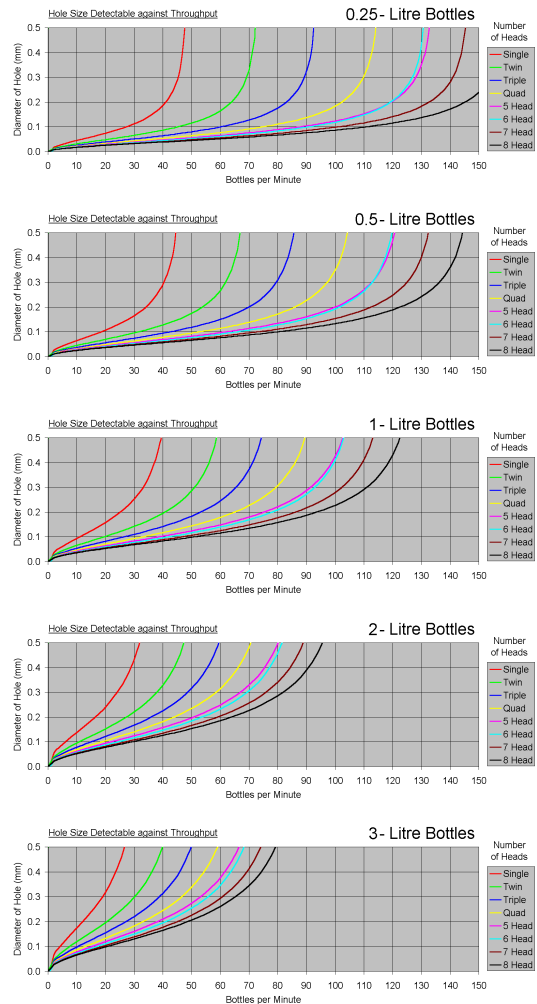 Hole Size Detectable against Throughput
0.25- Litre Bottles
Number
of Heads
Diameter of Hole (mm)
0.5
0.4
0.3
0.2
0.1
0.0
0 10 20 30 40 50 60 70 80 90 100 110 120 130 140 150
Bottles per Minute
Single
Twin
Triple
Quad
5 Head
6 Head
7 Head
8 Head
Hole Size Detectable against Throughput
0.5- Litre Bottles
Number
of Heads
Diameter of Hole (mm)
0.5
0.4
0.3
0.2
0.1
0.0
0 10 20 30 40 50 60 70 80 90 100 110 120 130 140 150
Bottles per Minute
Single
Twin
Triple
Quad
5 Head
6 Head
7 Head
8 Head
Hole Size Detectable against Throughput
1- Litre Bottles
Number
of Heads
Diameter of Hole (mm)
0.5
0.4
0.3
0.2
0.1
0.0
0 10 20 30 40 50 60 70 80 90 100 110 120 130 140 150
Bottles per Minute
Single
Twin
Triple
Quad
5 Head
6 Head
7 Head
8 Head
Hole Size Detectable against Throughput
2- Litre Bottles
Number
of Heads
Diameter of Hole (mm)
0.5
0.4
0.3
0.2
0.1
0.0
0 10 20 30 40 50 60 70 80 90 100 110 120 130 140 150
Bottles per Minute
Single
Twin
Triple
Quad
5 Head
6 Head
7 Head
8 Head
Hole Size Detectable against Throughput
3- Litre Bottles
Number
of Heads
Diameter of Hole (mm)
0.5
0.4
0.3
0.2
0.1
0.0
0 10 20 30 40 50 60 70 80 90 100 110 120 130 140 150
Bottles per Minute
Single
Twin
Triple
Quad
5 Head
6 Head
7 Head
8 Head